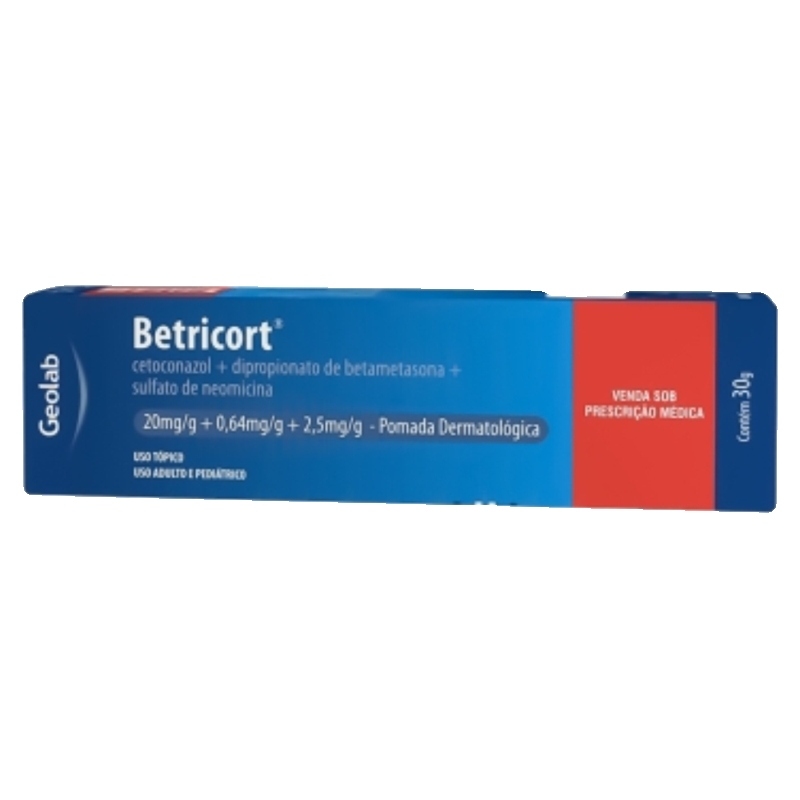 Geolab
Betricort®
cetoconazol + dipropionato de betametasona +
sulfato de neomicina
20mg/g + 0,64mg/g + 2,5mg/g - Pomada Dermatológica
USO TÓPICO
USO ADULTO E PEDIÁTRICO
VENDA SOB
PRESCRIÇÃO MÉDICA
Contém 30g